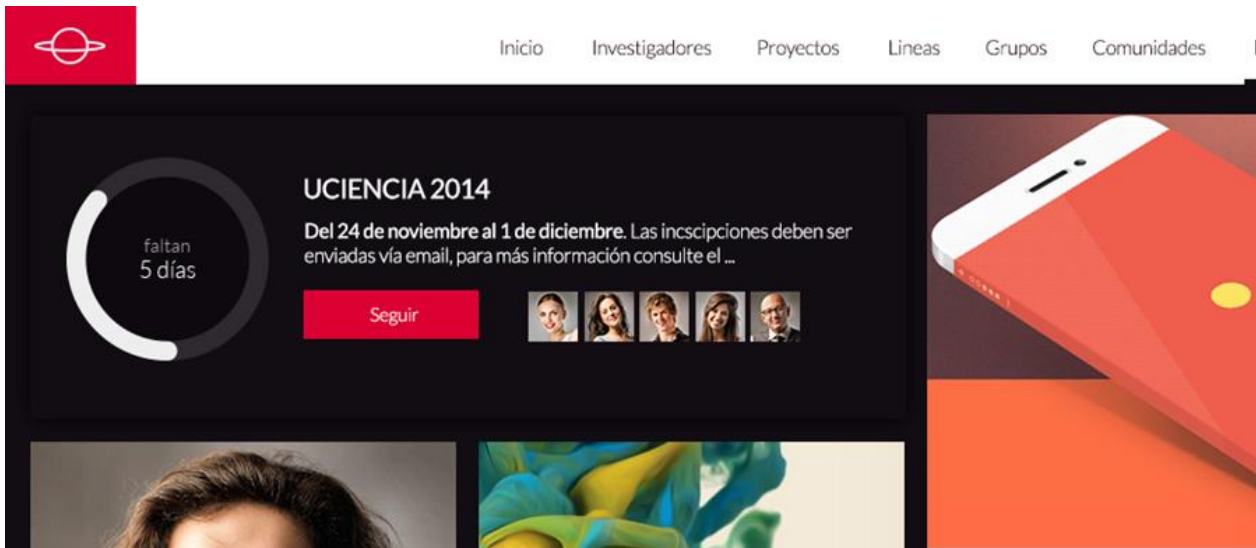 Inicio Investigadores Proyectos Lineas Grupos Comunidades
faltan
5 días
UCIENCIA 2014
Del 24 de noviembre al 1 de diciembre. Las incscipciones deben ser
enviadas vía email, para más información consulte el ...
Seguir